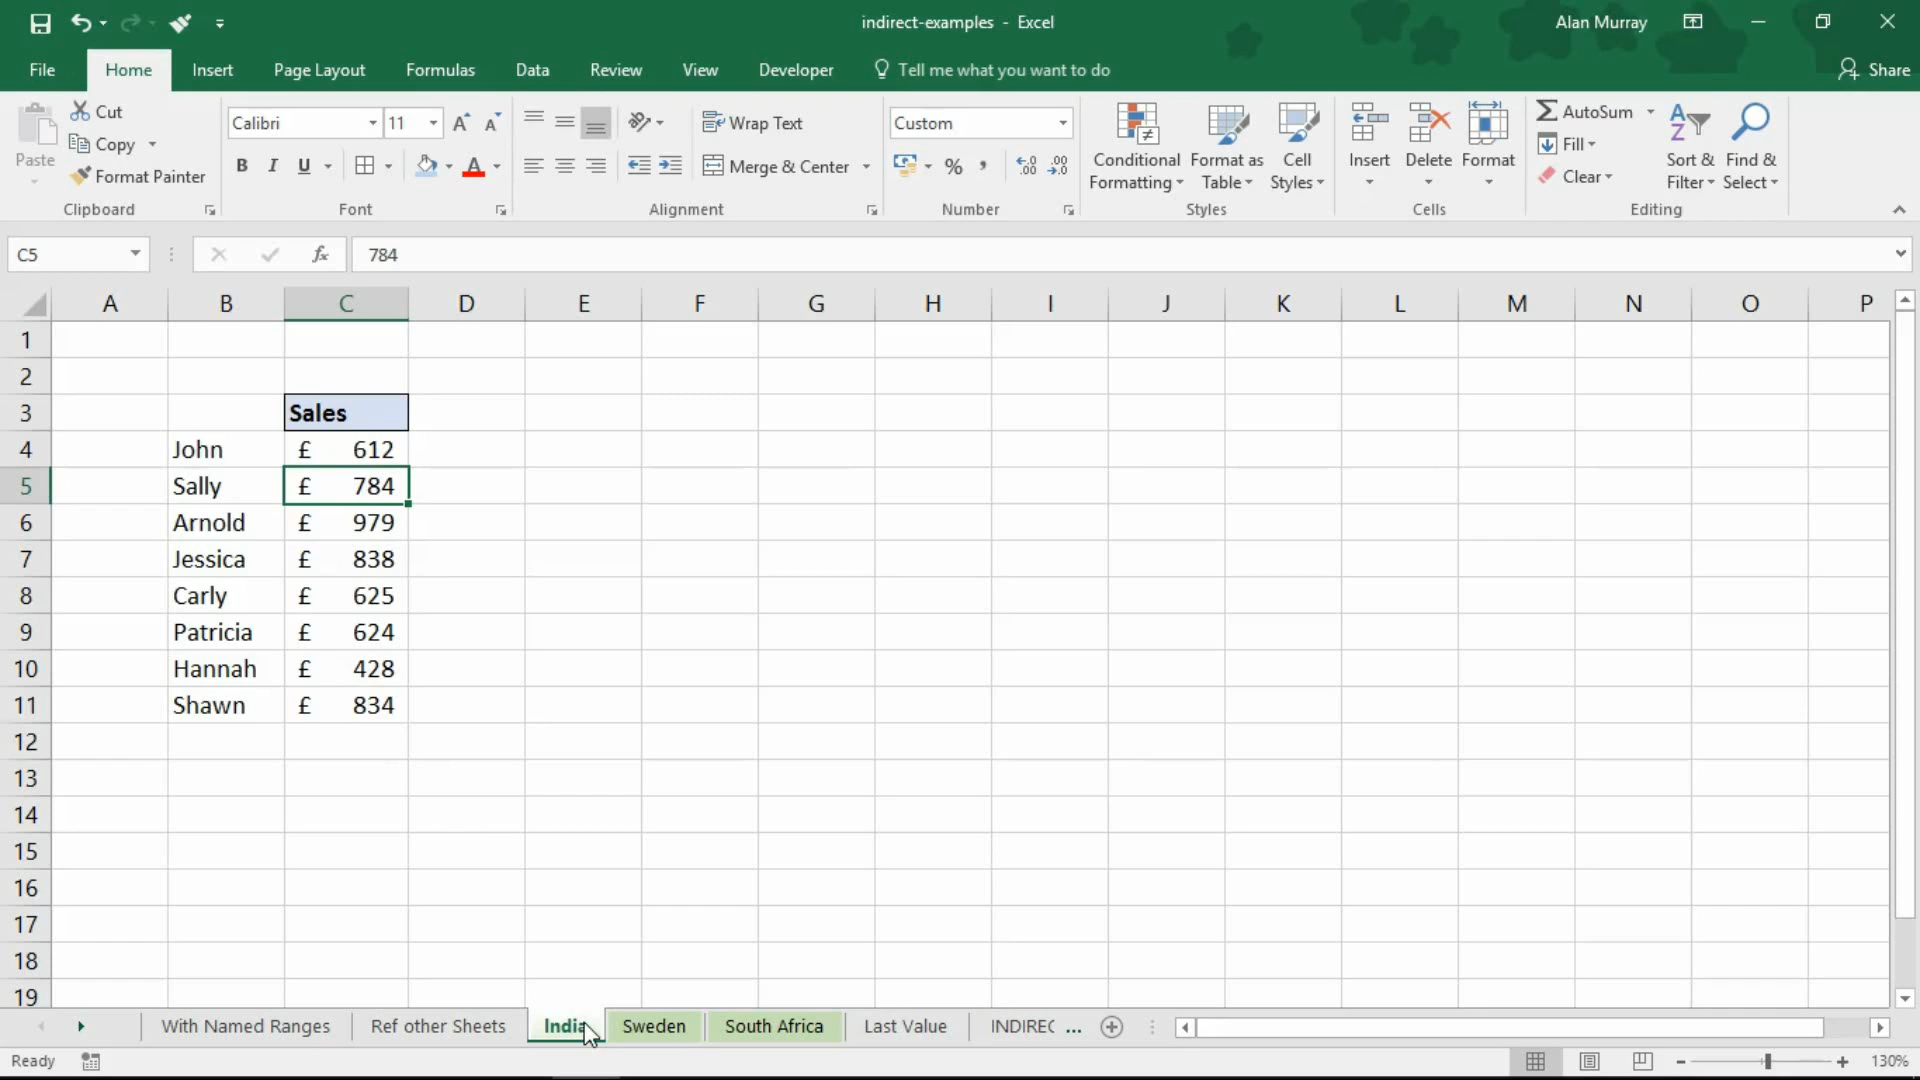 indirect-examples - Excel
Alan Murray
File Home Insert Page Layout Formulas Data Review View Developer Tell me what you want to do Share
Paste
Cut
Copy
Format Painter
Clipboard
Calibri 11
B I U
Font
Wrap Text
Merge & Center
Alignment
Custom
%
Number
Conditional Formatting
Format as Table
Cell Styles
Styles
Insert Delete Format
Cells
AutoSum
Fill
Clear
Sort & Filter
Find & Select
Editing
C5 fx 784
A B C D E F G H I J K L M N O P
1
2
3 Sales
4 John £ 612
5 Sally £ 784
6 Arnold £ 979
7 Jessica £ 838
8 Carly £ 625
9 Patricia £ 624
10 Hannah £ 428
11 Shawn £ 834
12
13
14
15
16
17
18
19
With Named Ranges Ref other Sheets India Sweden South Africa Last Value INDIREC ...
Ready 130%